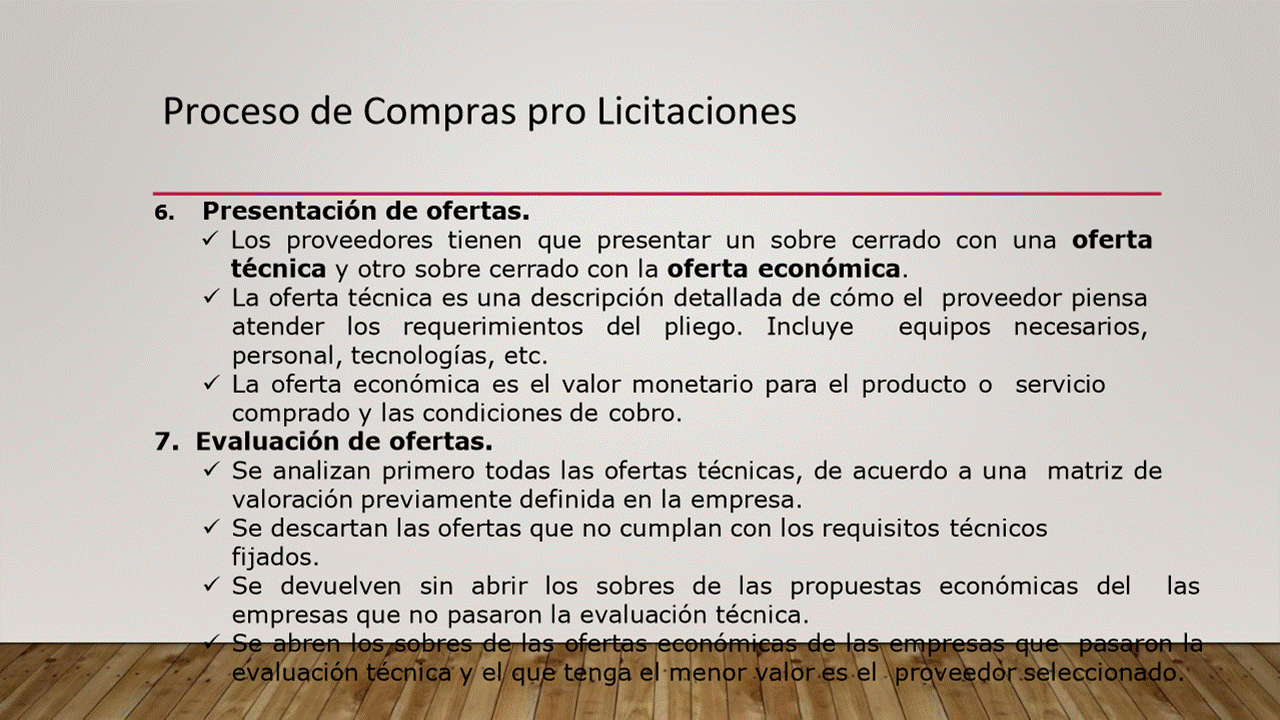 Proceso de Compras pro Licitaciones
6. Presentación de ofertas.
✓ Los proveedores tienen que presentar un sobre cerrado con una oferta
técnica y otro sobre cerrado con la oferta económica.
✓ La oferta técnica es una descripción detallada de cómo el proveedor piensa
atender los requerimientos del pliego. Incluye equipos necesarios,
personal, tecnologías, etc.
✓ La oferta económica es el valor monetario para el producto o servicio
comprado y las condiciones de cobro.
7. Evaluación de ofertas.
✓ Se analizan primero todas las ofertas técnicas, de acuerdo a una matriz de
valoración previamente definida en la empresa.
✓ Se descartan las ofertas que no cumplan con los requisitos técnicos
fijados.
✓ Se devuelven sin abrir los sobres de las propuestas económicas del las
empresas que no pasaron la evaluación técnica.
✓ Se abren los sobres de las ofertas económicas de las empresas que pasaron la
evaluación técnica y el que tenga el menor valor es el proveedor seleccionado.